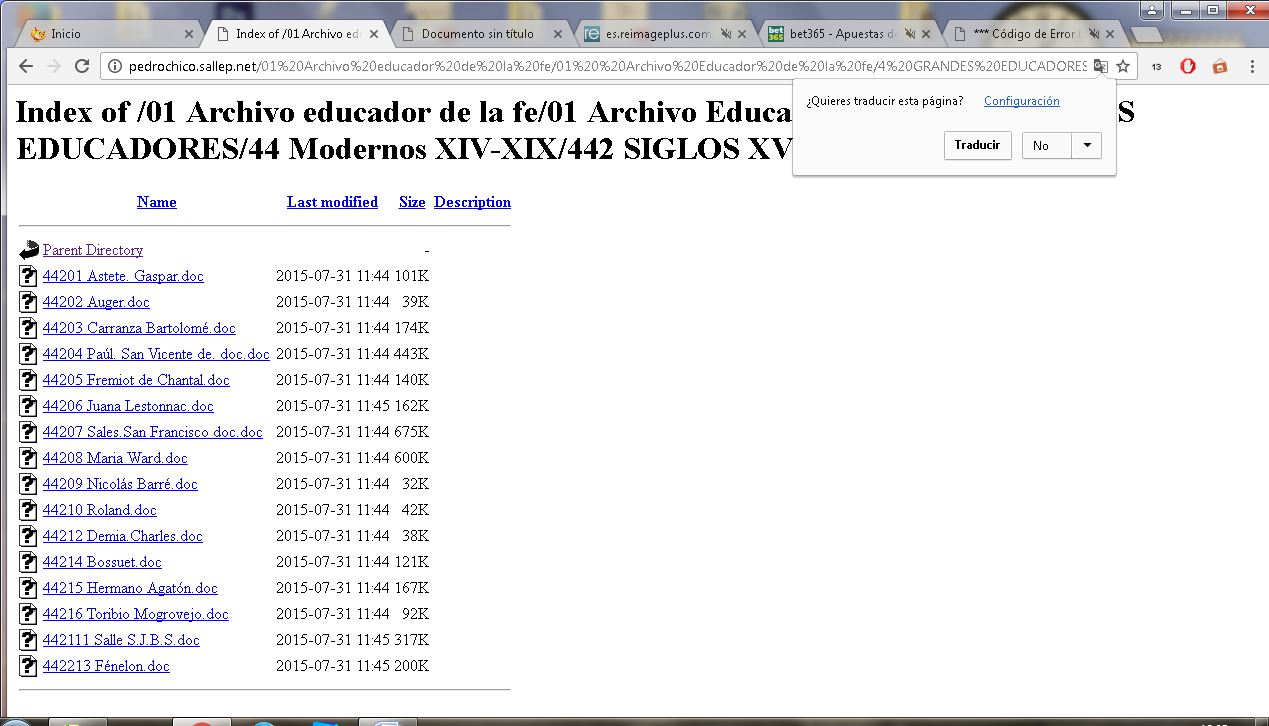 Inicio
Index of /01 Archivo ed
Documento sin título
es.reimageplus.com
bet365 - Apuestas de
*** Código de Error
pedrochico.sallep.net/01%20Archivo%20educador%20de%20la%20fe/01%20%20Archivo%20Educador%20de%20la%20fe/4%20GRANDES%20EDUCADORES
13
¿Quieres traducir esta página? Configuración
Traducir No
Index of /01 Archivo educador de la fe/01 Archivo Educa
EDUCADORES/44 Modernos XIV-XIX/442 SIGLOS XV
Name Last modified Size Description
Parent Directory -
44201 Astete. Gaspar.doc 2015-07-31 11:44 101K
44202 Auger.doc 2015-07-31 11:44 39K
44203 Carranza Bartolomé.doc 2015-07-31 11:44 174K
44204 Paúl. San Vicente de. doc.doc 2015-07-31 11:44 443K
44205 Fremiot de Chantal.doc 2015-07-31 11:44 140K
44206 Juana Lestonnac.doc 2015-07-31 11:45 162K
44207 Sales.San Francisco doc.doc 2015-07-31 11:44 675K
44208 Maria Ward.doc 2015-07-31 11:44 600K
44209 Nicolás Barré.doc 2015-07-31 11:44 32K
44210 Roland.doc 2015-07-31 11:44 42K
44212 Demia.Charles.doc 2015-07-31 11:44 38K
44214 Bossuet.doc 2015-07-31 11:44 121K
44215 Hermano Agatón.doc 2015-07-31 11:44 167K
44216 Toribio Mogrovejo.doc 2015-07-31 11:44 92K
442111 Salle S.J.B.S.doc 2015-07-31 11:45 317K
442213 Fénelon.doc 2015-07-31 11:45 200K